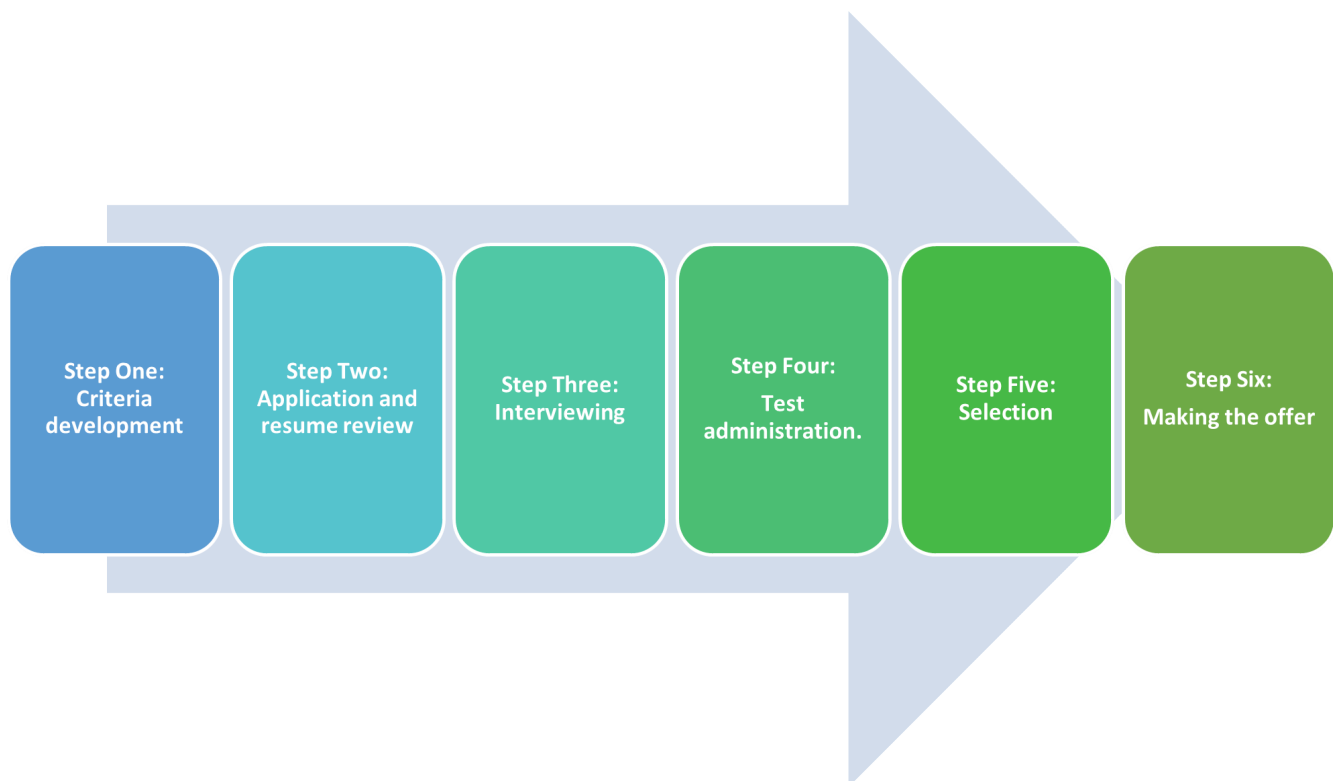 Step One:
Criteria
development
Step Two:
Application and
resume review
Step Three:
Interviewing
Step Four:
Test
administration.
Step Five:
Selection
Step Six:
Making the offer